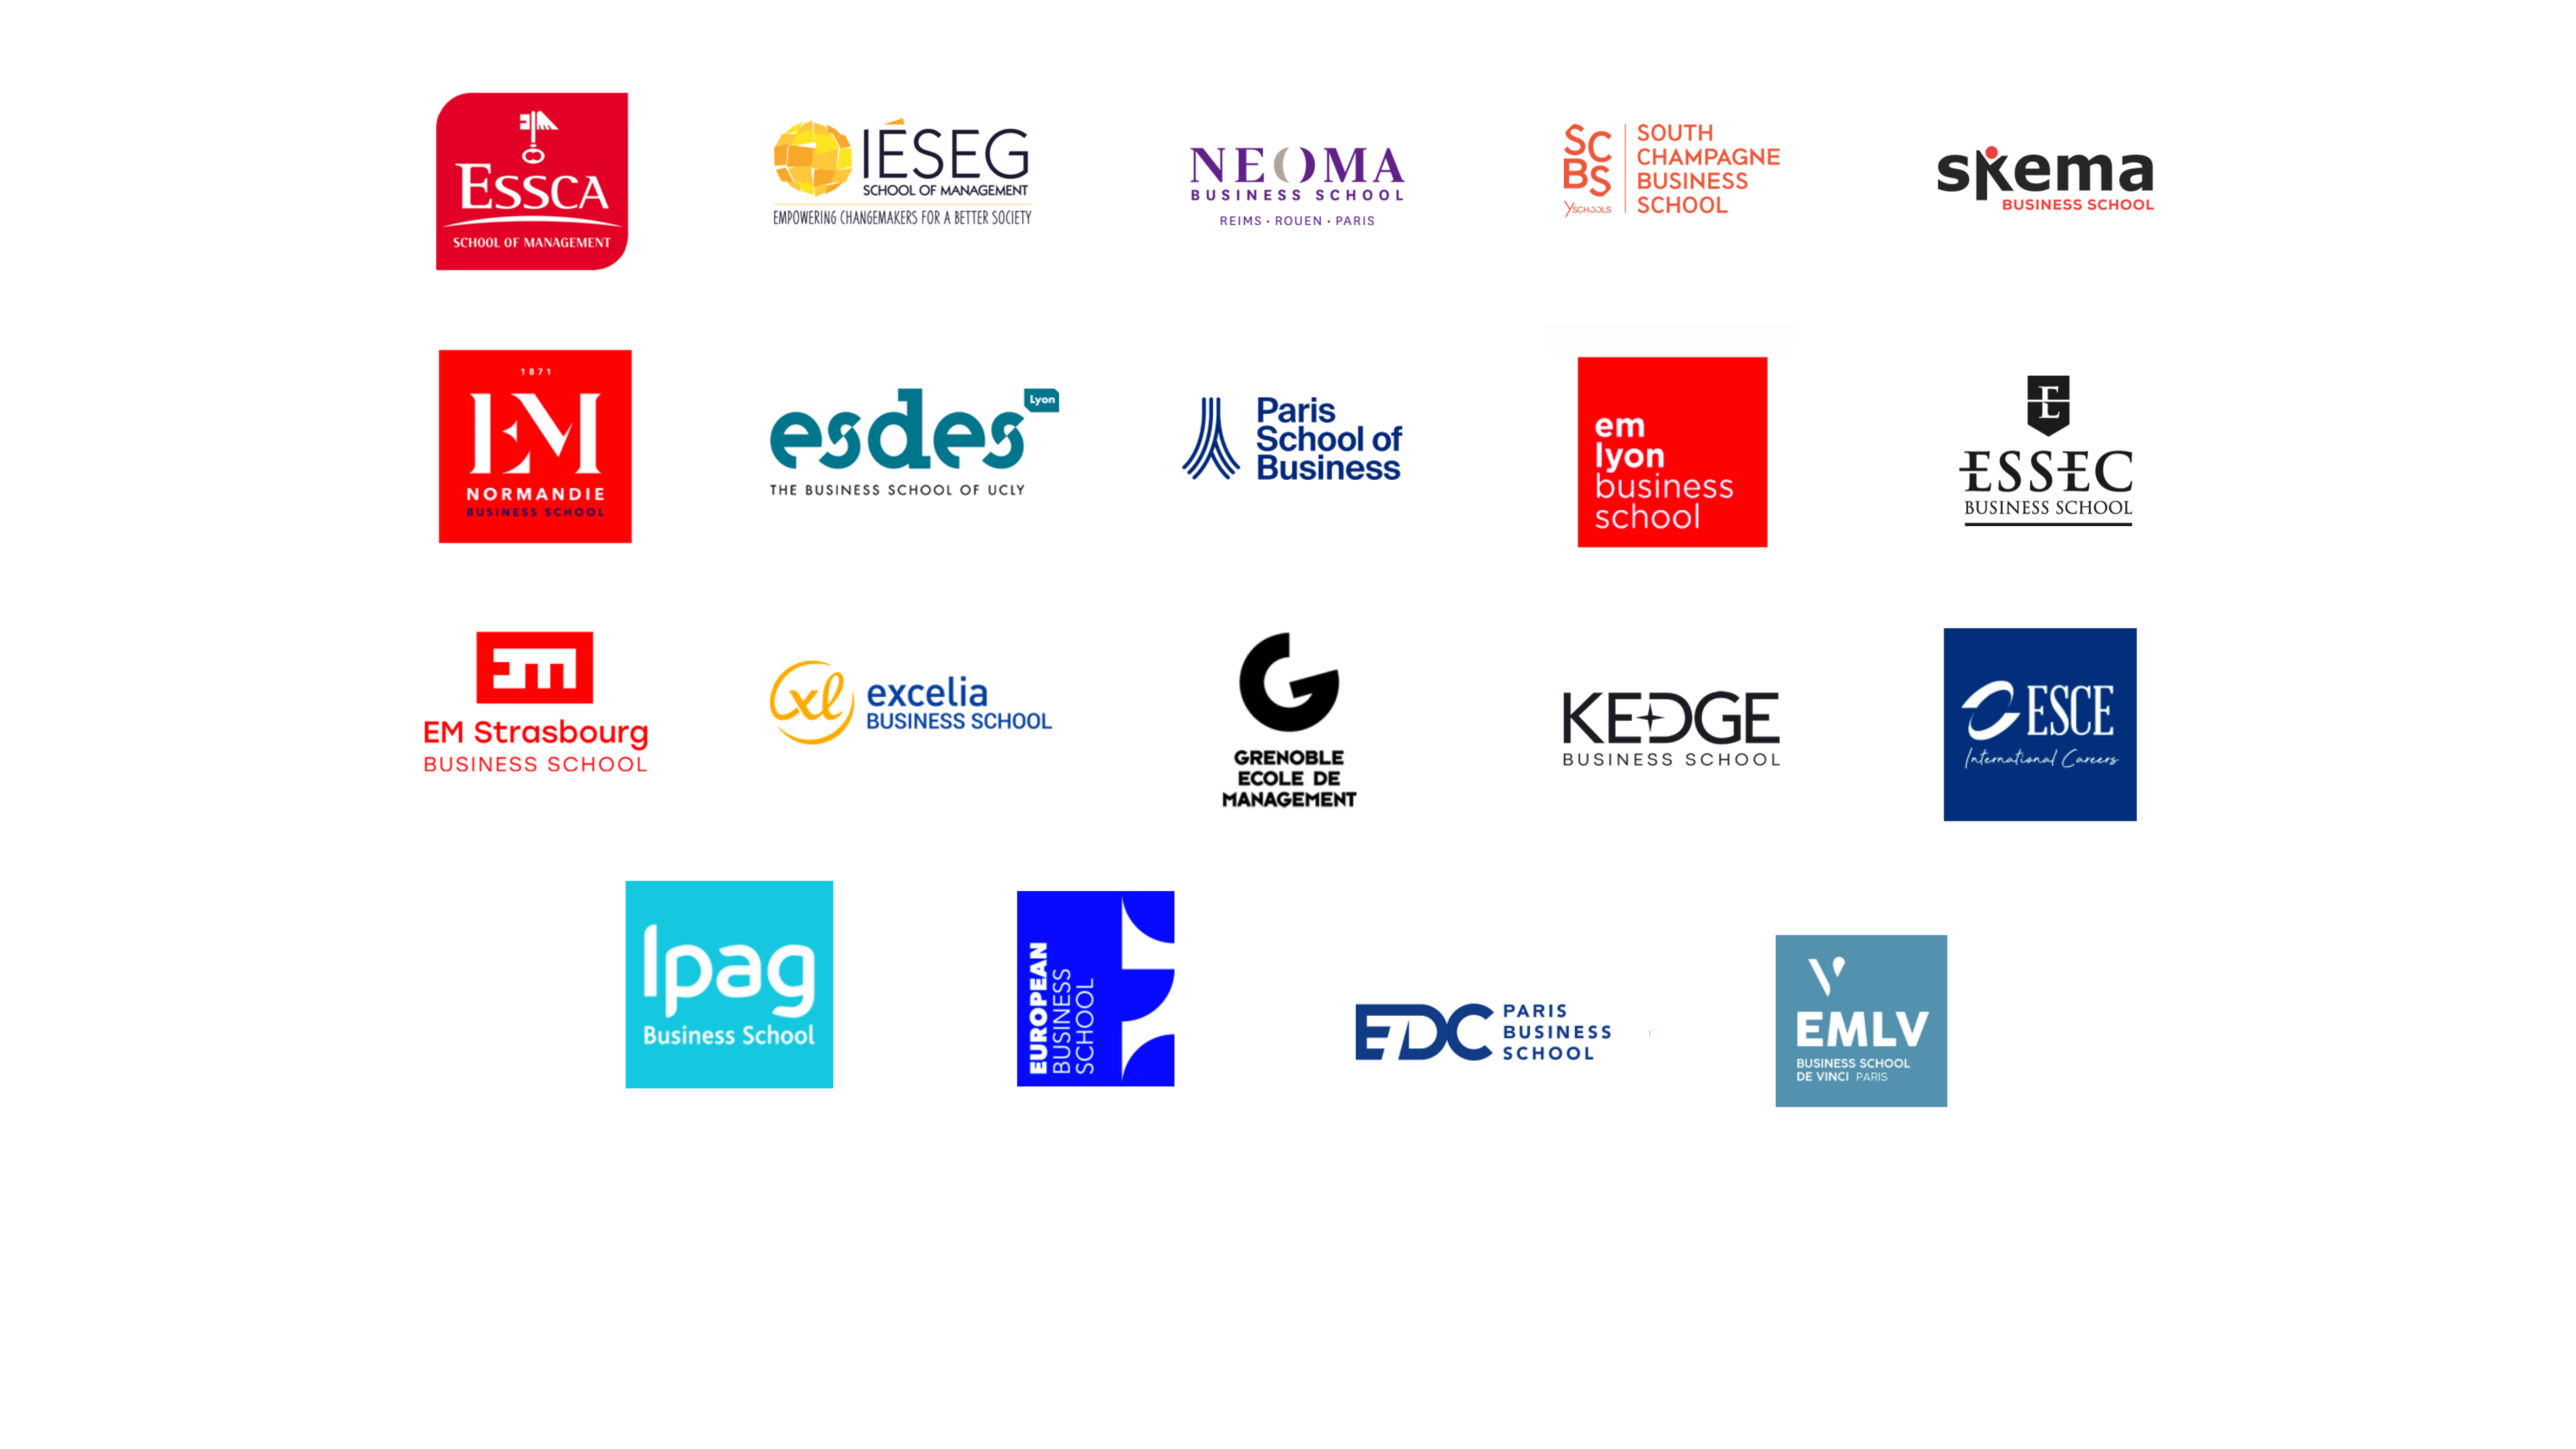 ESSCA
SCHOOL OF MANAGEMENT
IÉSEG
SCHOOL OF MANAGEMENT
EMPOWERING CHANGEMAKERS FOR A BETTER SOCIETY
NEOMA
BUSINESS SCHOOL
REIMS • ROUEN • PARIS
SC
BS
YSCHOOLS
SOUTH
CHAMPAGNE
BUSINESS
SCHOOL
skema
BUSINESS SCHOOL
1871
EM
NORMANDIE
BUSINESS SCHOOL
esdes
Lyon
THE BUSINESS SCHOOL OF UCLY
Paris
School of
Business
em
lyon
business
school
E
ESSEC
BUSINESS SCHOOL
em
EM Strasbourg
BUSINESS SCHOOL
xl
excelia
BUSINESS SCHOOL
G
GRENOBLE
ECOLE DE
MANAGEMENT
KEDGE
BUSINESS SCHOOL
ESCE
International Careers
Ipag
Business School
EUROPEAN
BUSINESS
SCHOOL
EDC
PARIS
BUSINESS
SCHOOL
V
EMLV
BUSINESS SCHOOL
DE VINCI PARIS